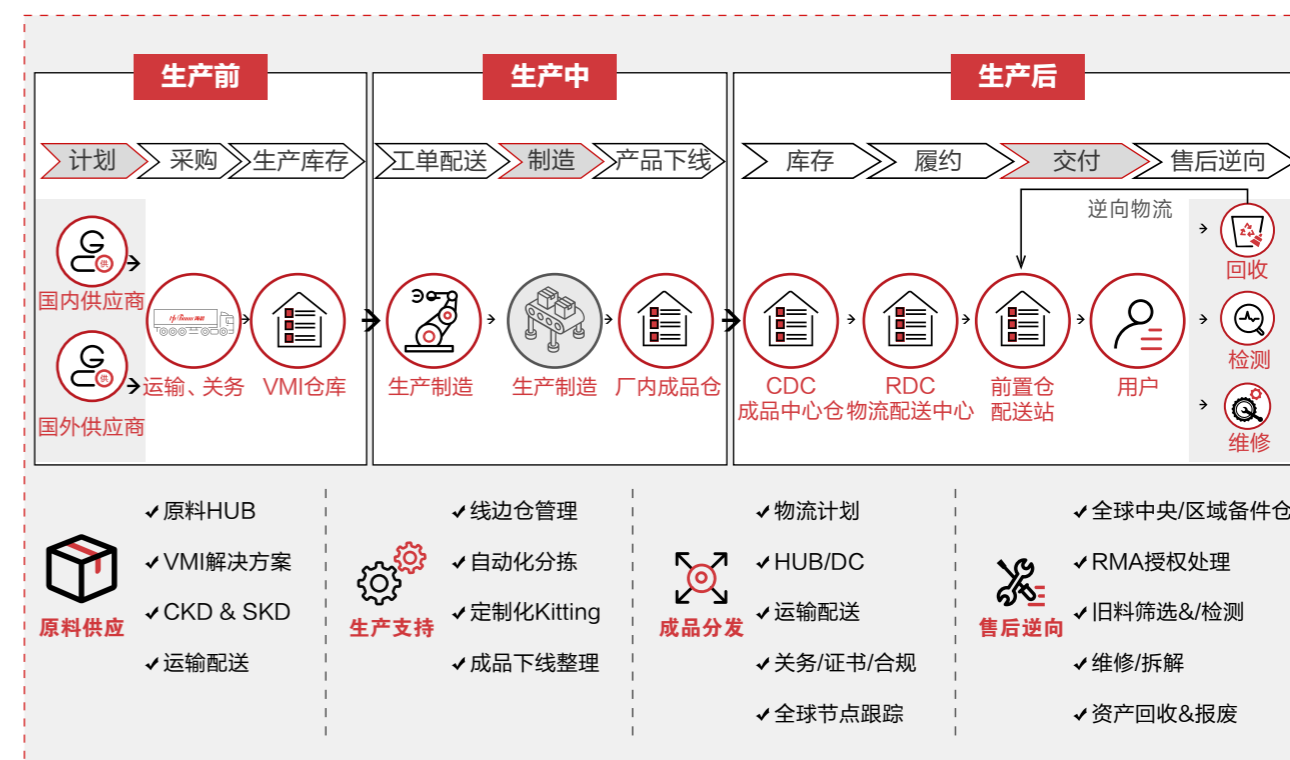 生产前
生产中
生产后
计划
采购
生产库存
工单配送
制造
产品下线
库存
履约
交付
售后逆向
逆向物流
供
国内供应商
供
国外供应商
运输、关务
VMI仓库
生产制造
生产制造
厂内成品仓
CDC
成品中心仓
RDC
物流配送中心
前置仓
配送站
用户
回收
检测
维修
原料供应
✓原料HUB
✓VMI解决方案
✓CKD & SKD
✓运输配送
生产支持
✓线边仓管理
✓自动化分拣
✓定制化Kitting
✓成品下线整理
成品分发
✓物流计划
✓HUB/DC
✓运输配送
✓关务/证书/合规
✓全球节点跟踪
售后逆向
✓全球中央/区域备件仓
✓RMA授权处理
✓旧料筛选&/检测
✓维修/拆解
✓资产回收&报废